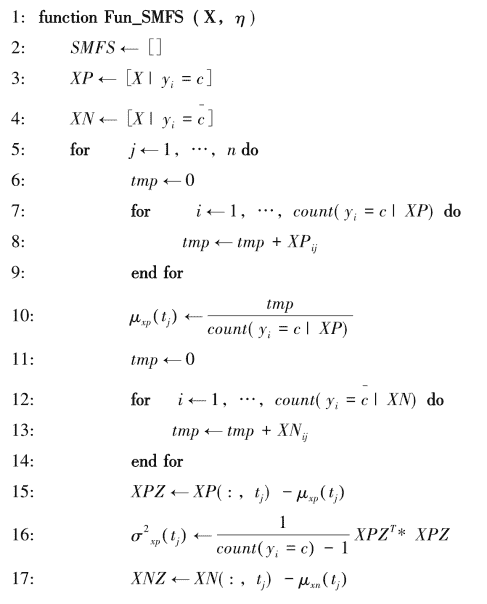 1: function Fun_SMFS (X, η)
2: SMFS ← []
3: XP ← [X | y_i = c]
4: XN ← [X | y_i = c̄]
5: for j ← 1, ⋯, n do
6: tmp ← 0
7: for i ← 1, ⋯, count( y_i = c | XP) do
8: tmp ← tmp + XP_ij
9: end for
10: μ_xp(t_j) ← tmp / count( y_i = c | XP)
11: tmp ← 0
12: for i ← 1, ⋯, count( y_i = c̄ | XN) do
13: tmp ← tmp + XN_ij
14: end for
15: XPZ ← XP(:, t_j) − μ_xp(t_j)
16: σ²_xp(t_j) ← 1 / count(y_i = c) − 1 XPZ^T * XPZ
17: XNZ ← XN(:, t_j) − μ_xn(t_j)